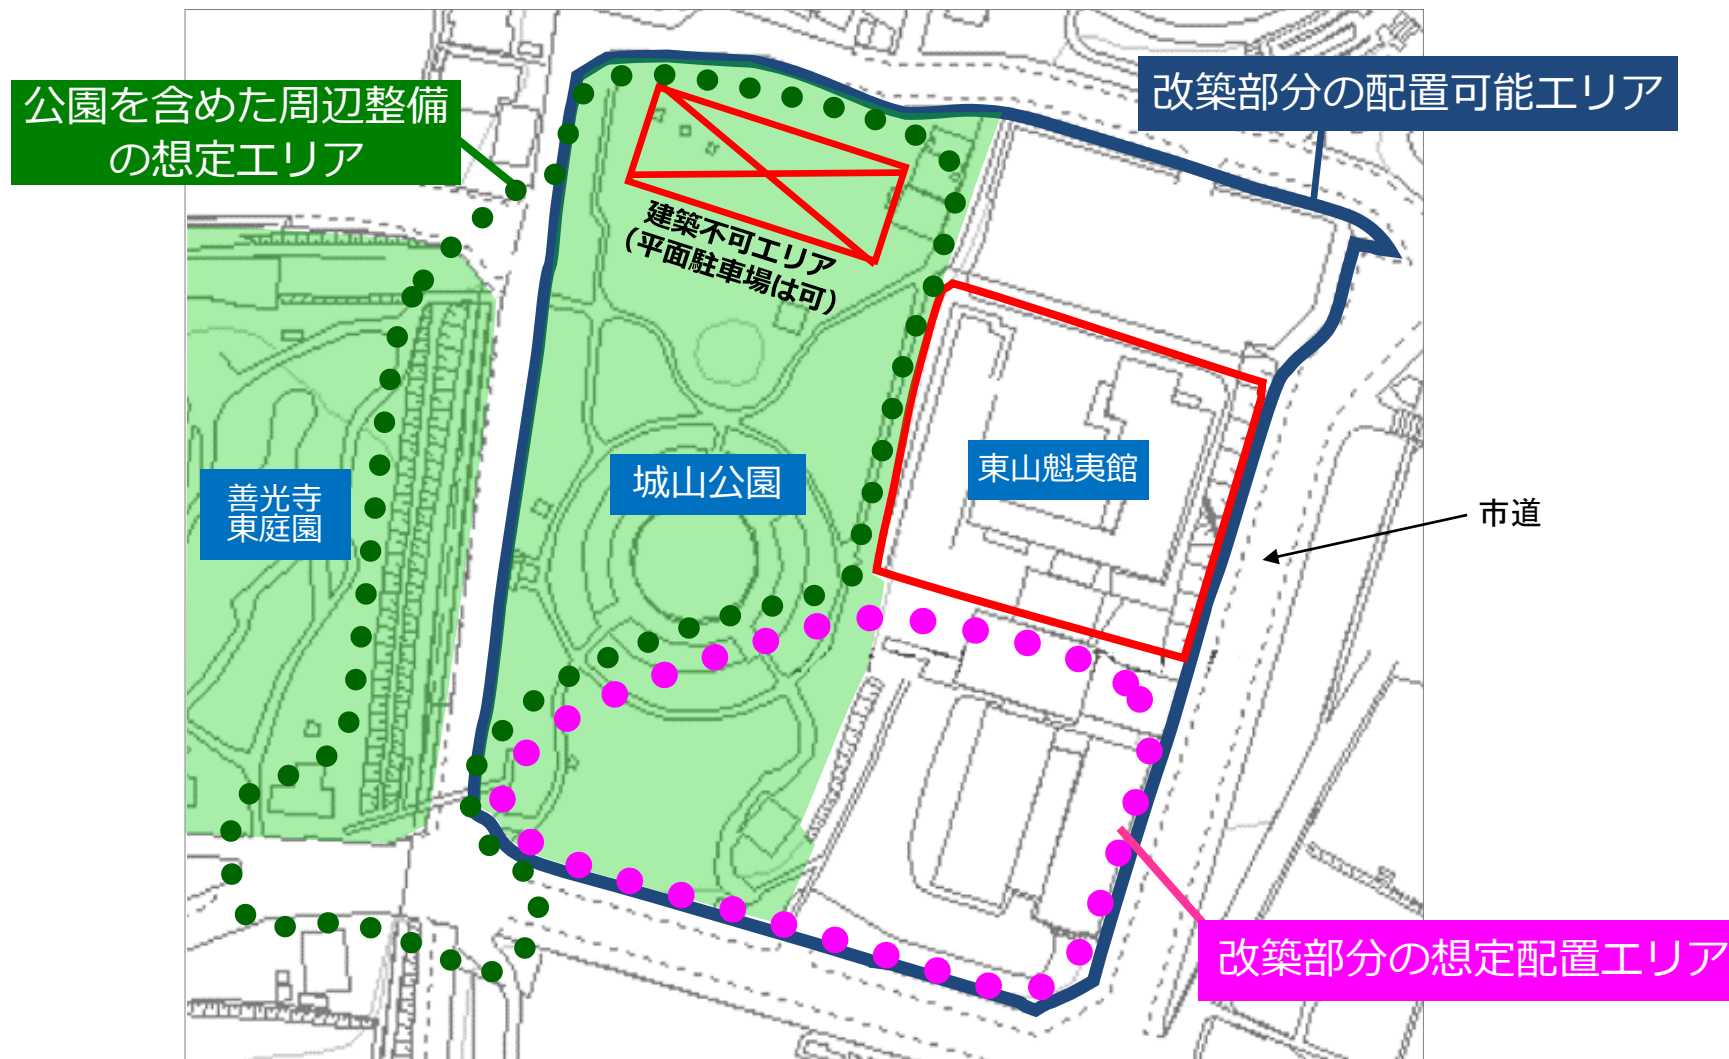 公園を含めた周辺整備
の想定エリア
改築部分の配置可能エリア
建築不可エリア
（平面駐車場は可）
善光寺
東庭園
城山公園
東山魁夷館
市道
改築部分の想定配置エリア